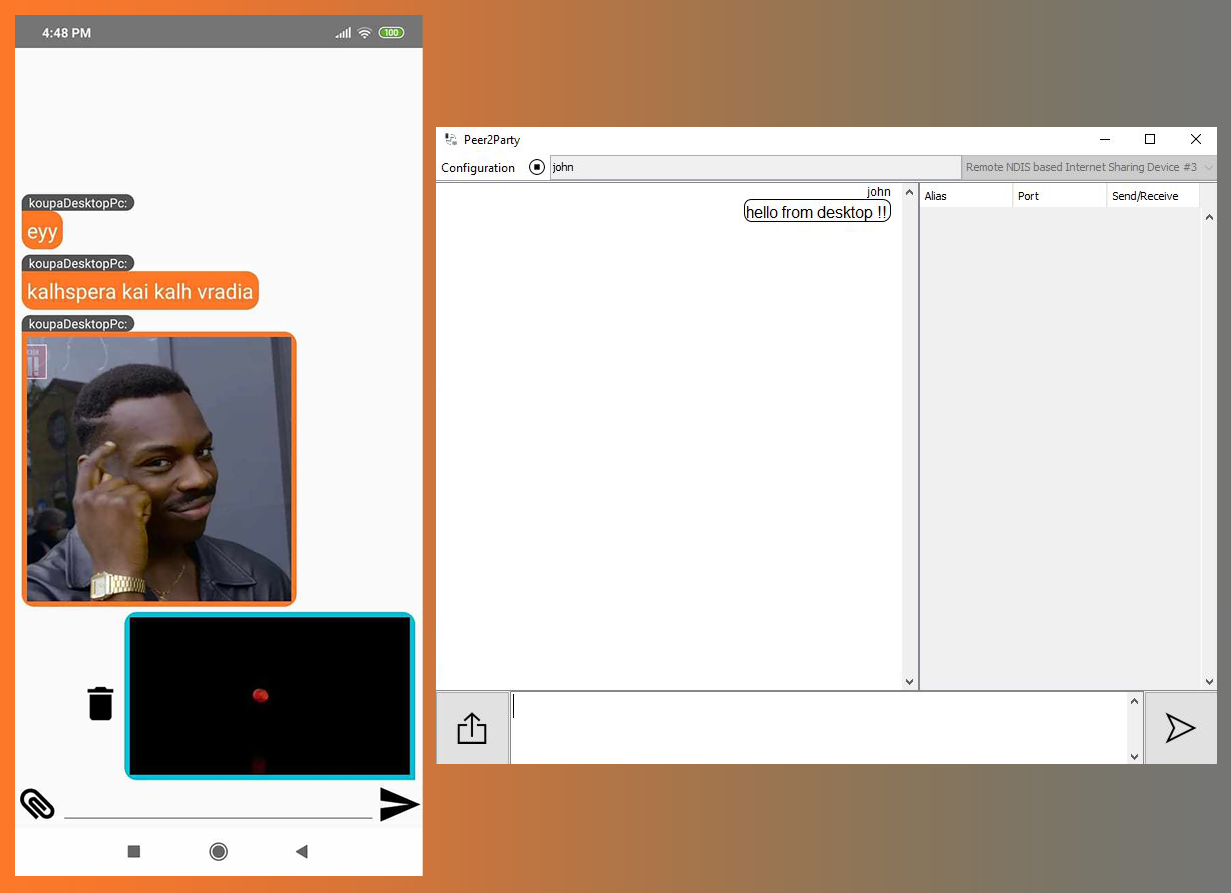 4:48 PM
100
koupaDesktopPc:
eyy
koupaDesktopPc:
kalhspera kai kalh vradia
koupaDesktopPc:
Peer2Party
Configuration
john
Remote NDIS based Internet Sharing Device #3
john
hello from desktop !!
Alias
Port
Send/Receive